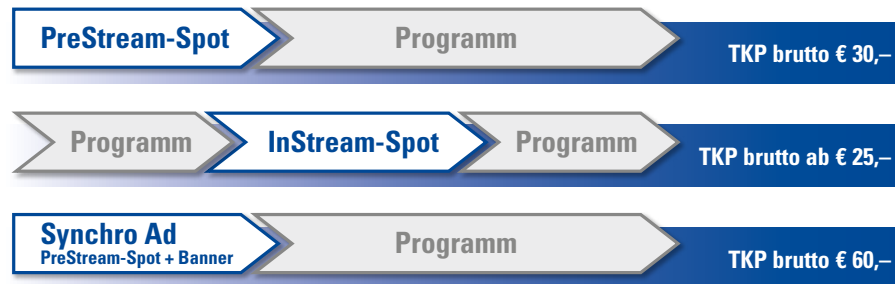 PreStream-Spot Programm TKP brutto € 30,–
Programm InStream-Spot Programm TKP brutto ab € 25,–
Synchro Ad Programm TKP brutto € 60,–
PreStream-Spot + Banner